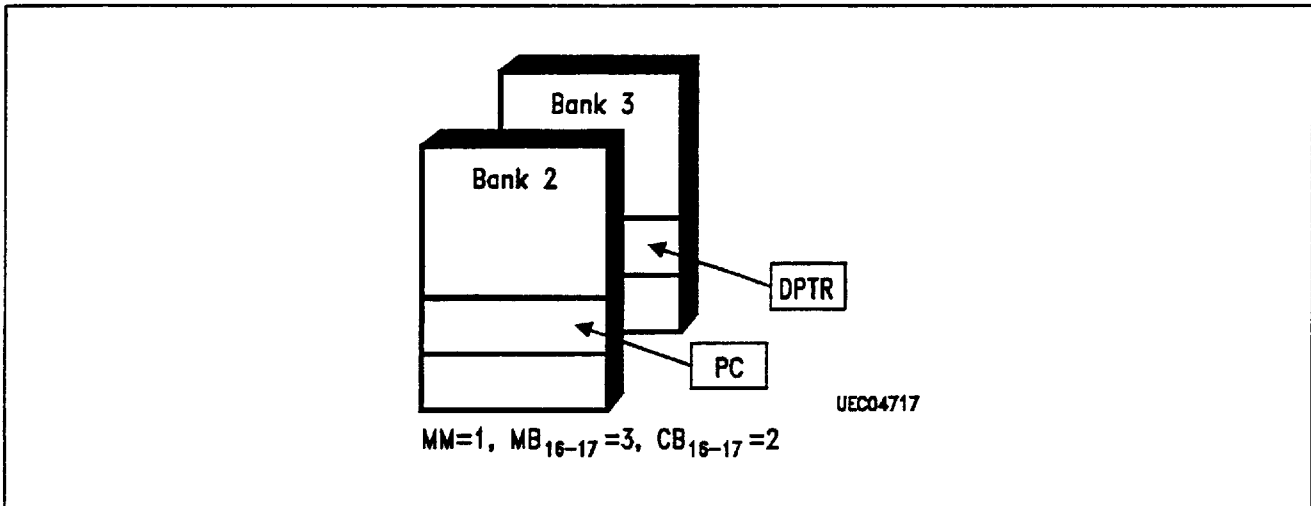 Bank 3
Bank 2
DPTR
PC
UEC04717
MM=1, MB16-17=3, CB16-17=2